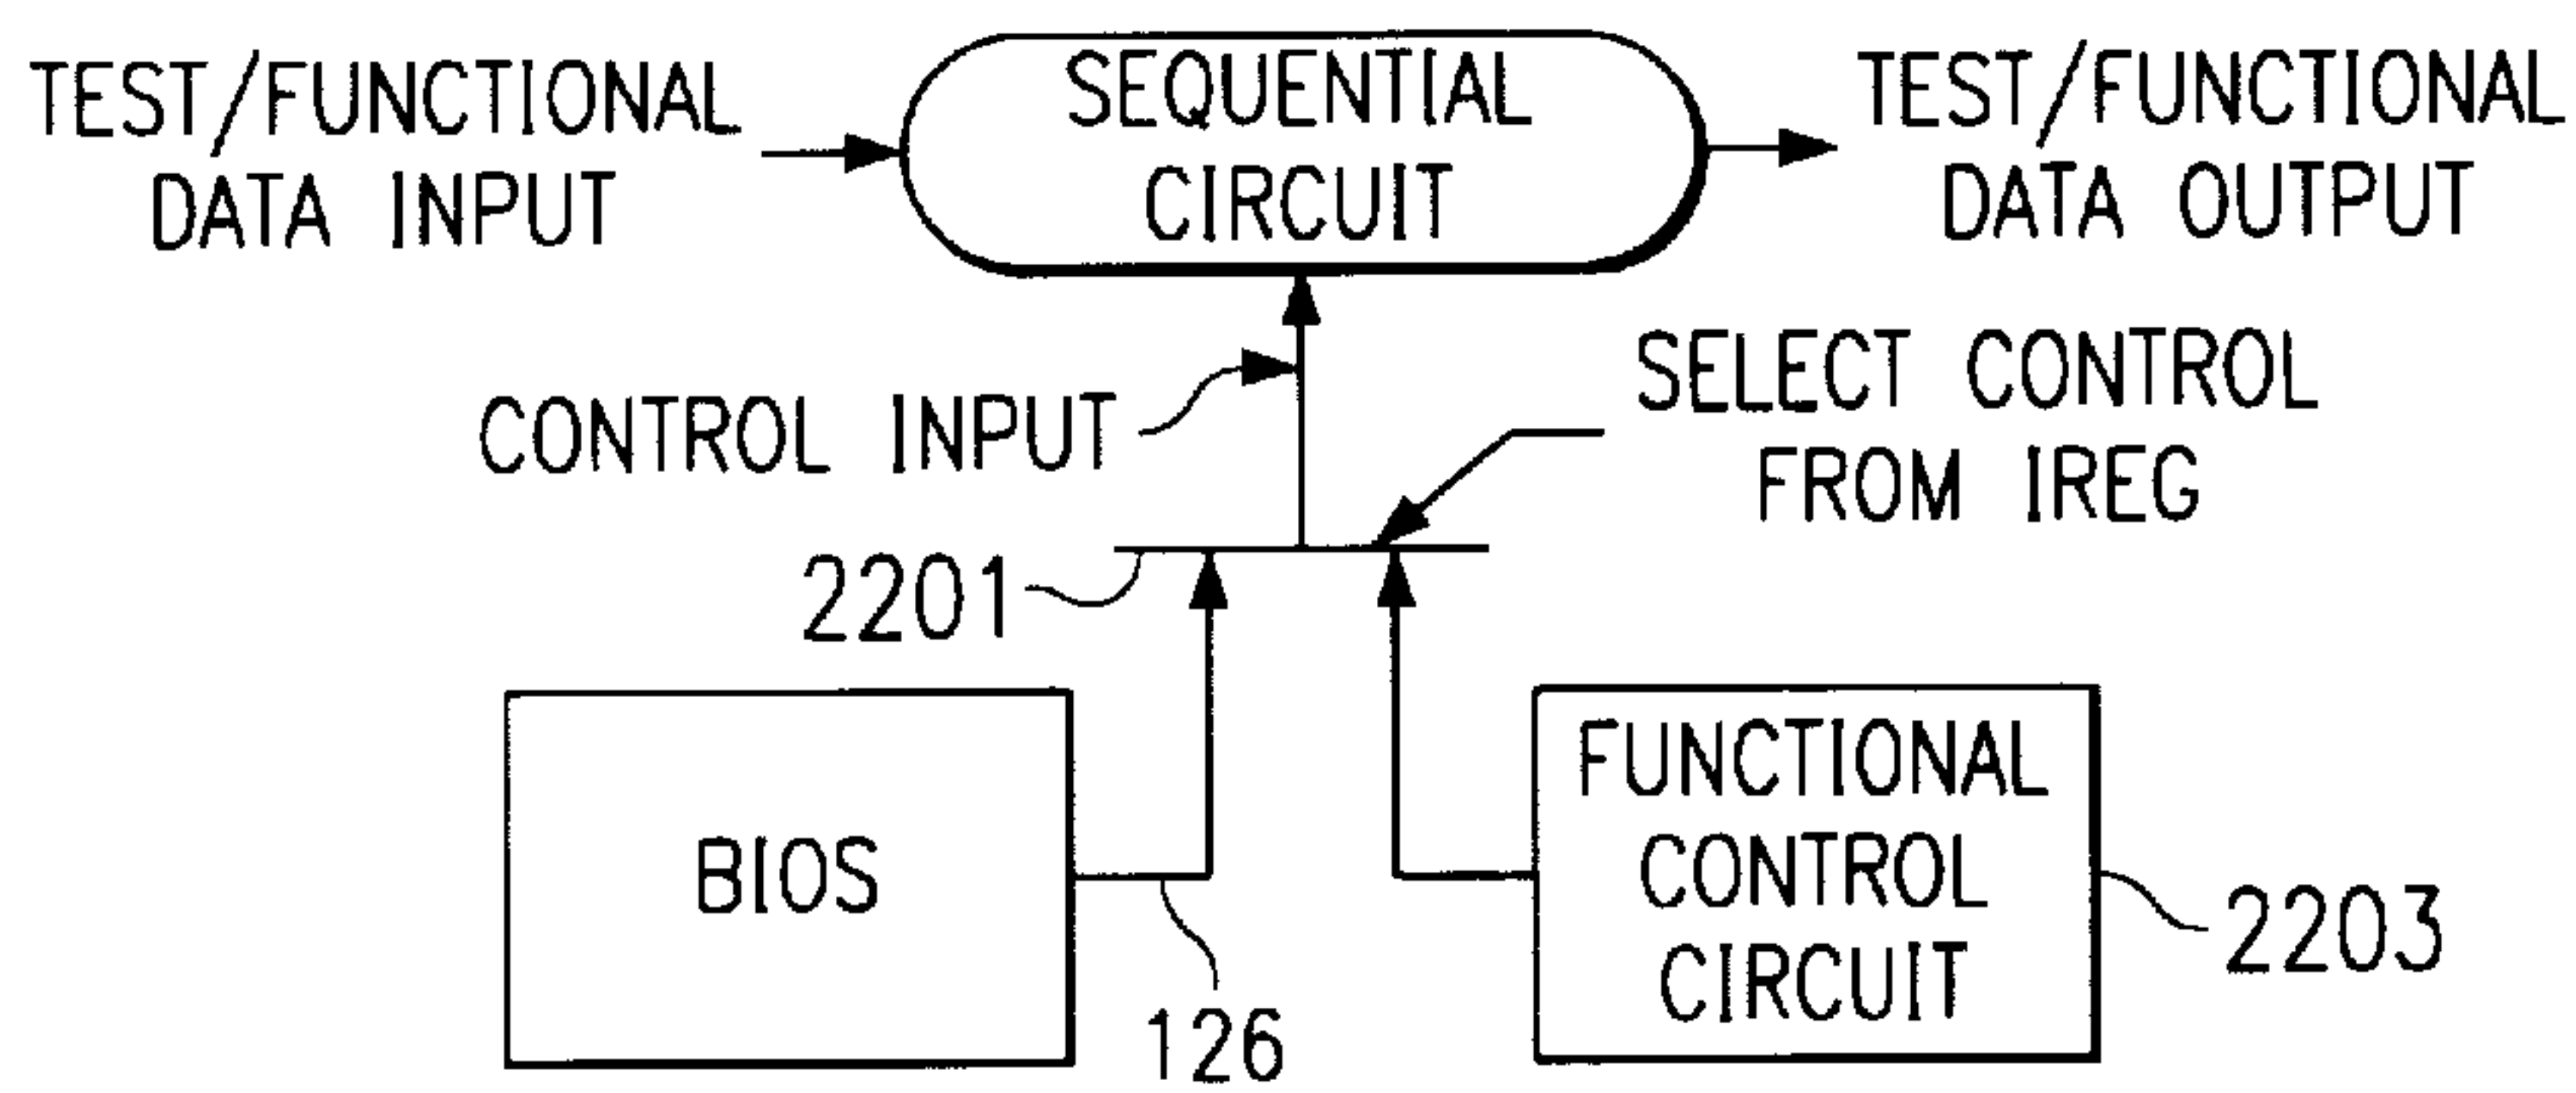 TEST/FUNCTIONAL
DATA INPUT
SEQUENTIAL
CIRCUIT
TEST/FUNCTIONAL
DATA OUTPUT
CONTROL INPUT
SELECT CONTROL
FROM IREG
2201
BIOS
126
FUNCTIONAL
CONTROL
CIRCUIT
2203